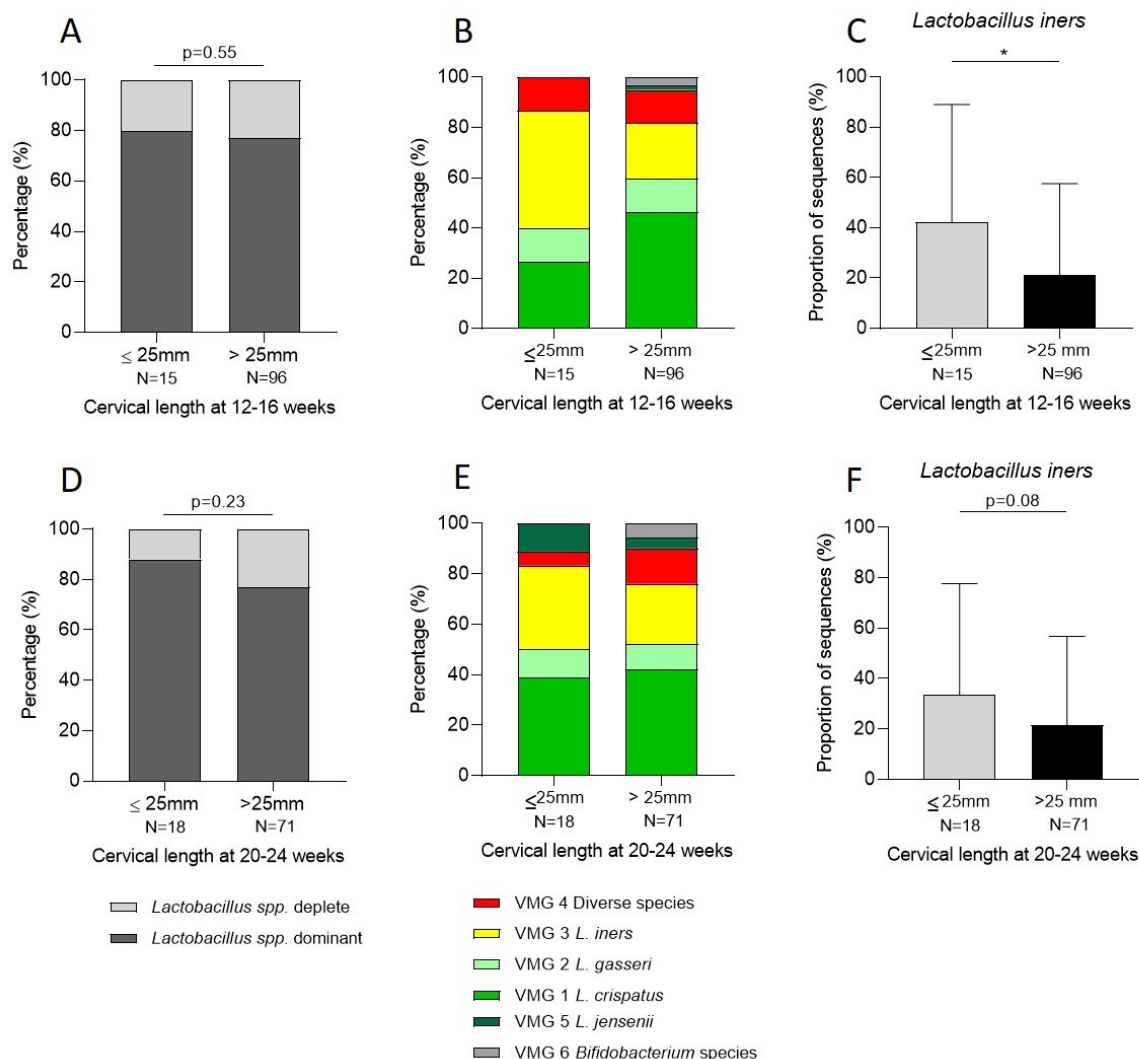 A
p=0.55
Percentage (%)
100
80
60
40
20
0
≤ 25mm
> 25mm
N=15
N=96
Cervical length at 12-16 weeks
B
Percentage (%)
100
80
60
40
20
0
≤25mm
> 25mm
N=15
N=96
Cervical length at 12-16 weeks
C
Lactobacillus iners
*
Proportion of sequences (%)
100
80
60
40
20
0
≤25mm
>25 mm
N=15
N=96
Cervical length at 12-16 weeks
D
p=0.23
Percentage (%)
100
80
60
40
20
0
≤ 25mm
>25mm
N=18
N=71
Cervical length at 20-24 weeks
Lactobacillus spp. deplete
Lactobacillus spp. dominant
E
Percentage (%)
100
80
60
40
20
0
≤25mm
> 25mm
N=18
N=71
Cervical length at 20-24 weeks
VMG 4 Diverse species
VMG 3 L. iners
VMG 2 L. gasseri
VMG 1 L. crispatus
VMG 5 L. jensenii
VMG 6 Bifidobacterium species
F
Lactobacillus iners
p=0.08
Proportion of sequences (%)
100
80
60
40
20
0
≤25mm
>25 mm
N=18
N=71
Cervical length at 20-24 weeks